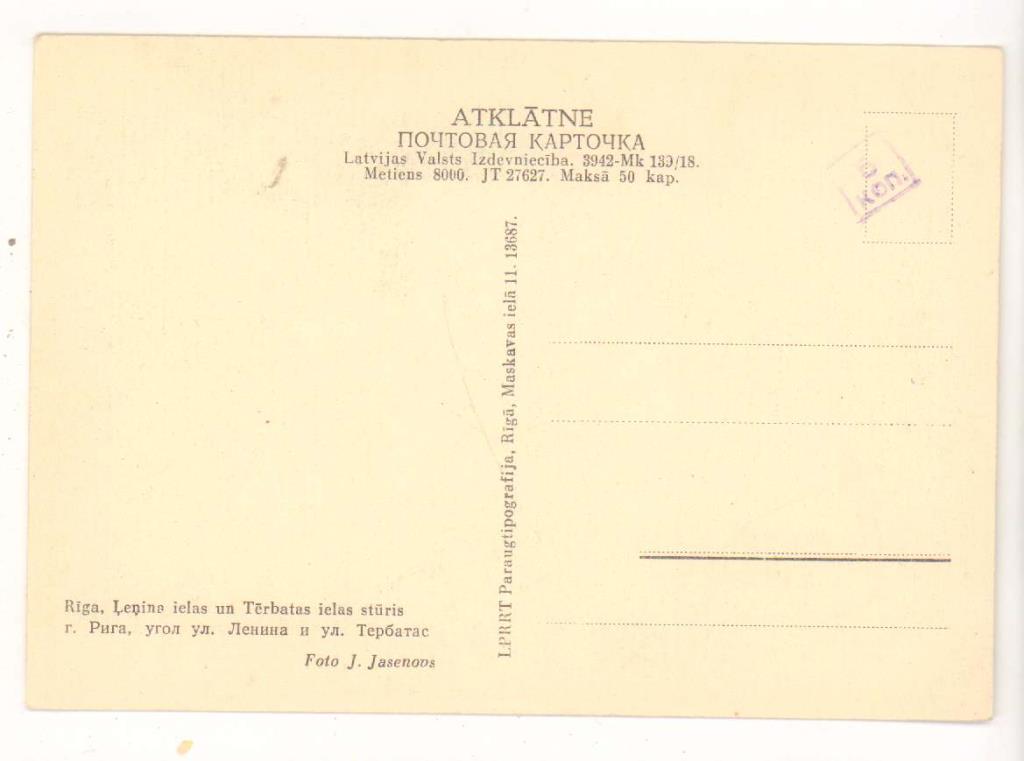 ATKLĀTNE
ПОЧТОВАЯ КАРТОЧКА
Latvijas Valsts Izdevniecība. 3942-Mk 139/18.
Metiens 8000. JT 27627. Maksā 50 kap.
коп.
LPRRT Paraugtipografija, Rīgā, Maskavas ielā 11. 13687.
Rīga, Ļeņina ielas un Tērbatas ielas stūris
г. Рига, угол ул. Ленина и ул. Тербатас
Foto J. Jasenovs